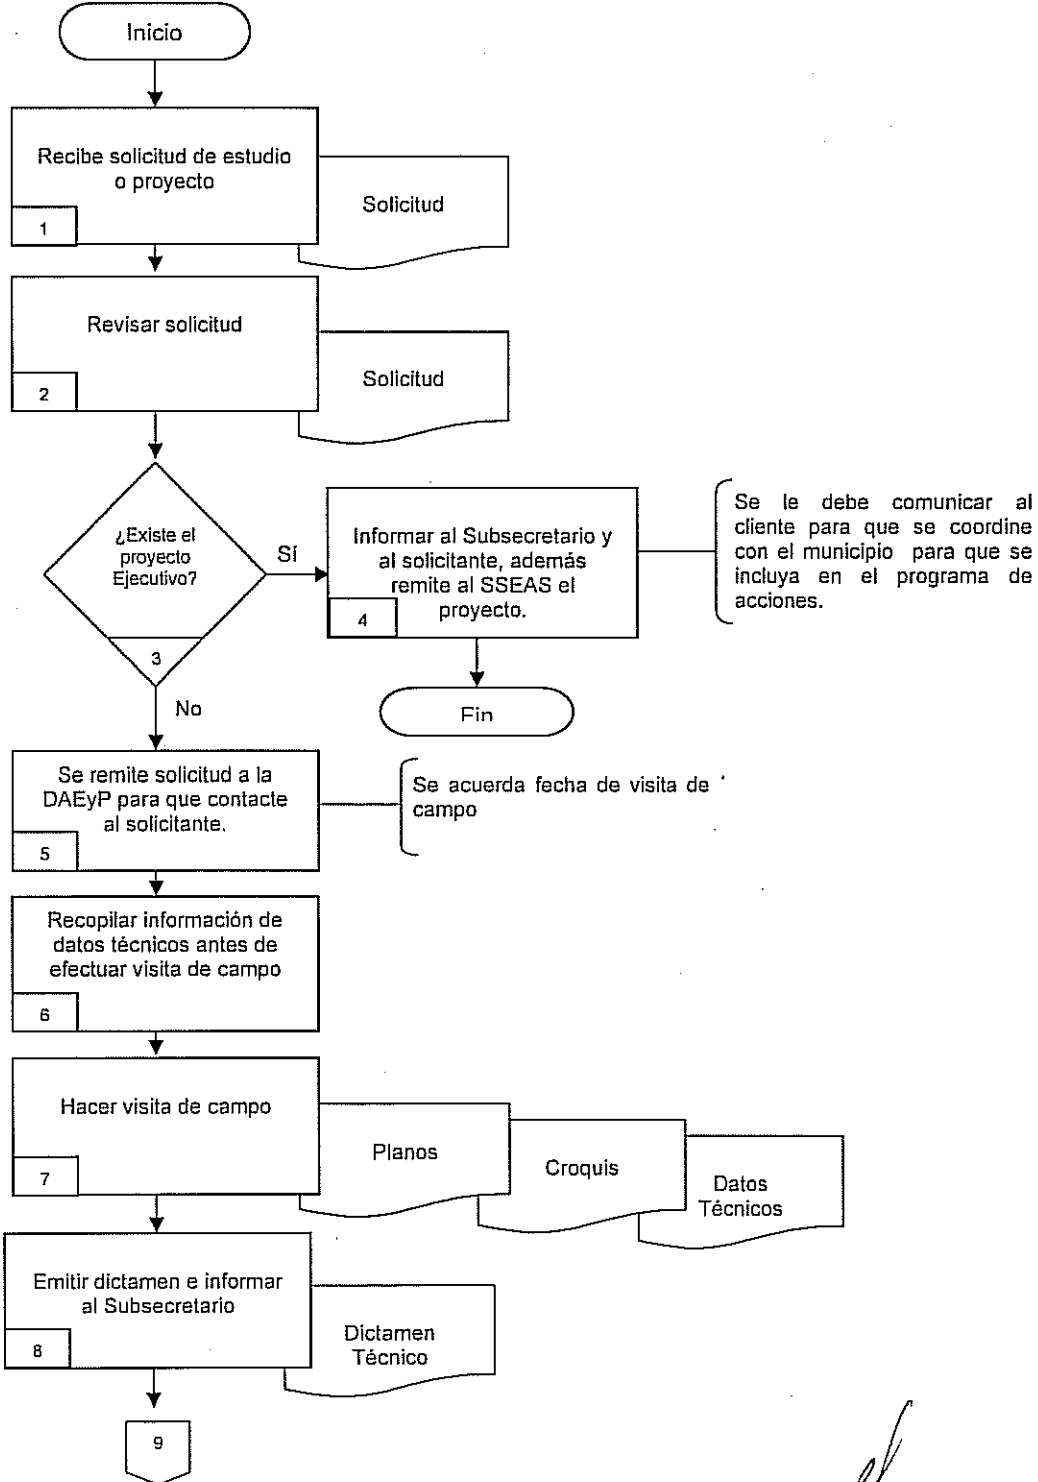 Inicio
Recibe solicitud de estudio
o proyecto
1
Solicitud
Revisar solicitud
2
Solicitud
¿Existe el
proyecto
Ejecutivo?
3
Sí
Informar al Subsecretario y
al solicitante, además
remite al SSEAS el
proyecto.
4
Se le debe comunicar al
cliente para que se coordine
con el municipio para que se
incluya en el programa de
acciones.
Fin
No
Se remite solicitud a la
DAEyP para que contacte
al solicitante.
5
Se acuerda fecha de visita de
campo
Recopilar información de
datos técnicos antes de
efectuar visita de campo
6
Hacer visita de campo
7
Planos
Croquis
Datos
Técnicos
Emitir dictamen e informar
al Subsecretario
8
Dictamen
Técnico
9